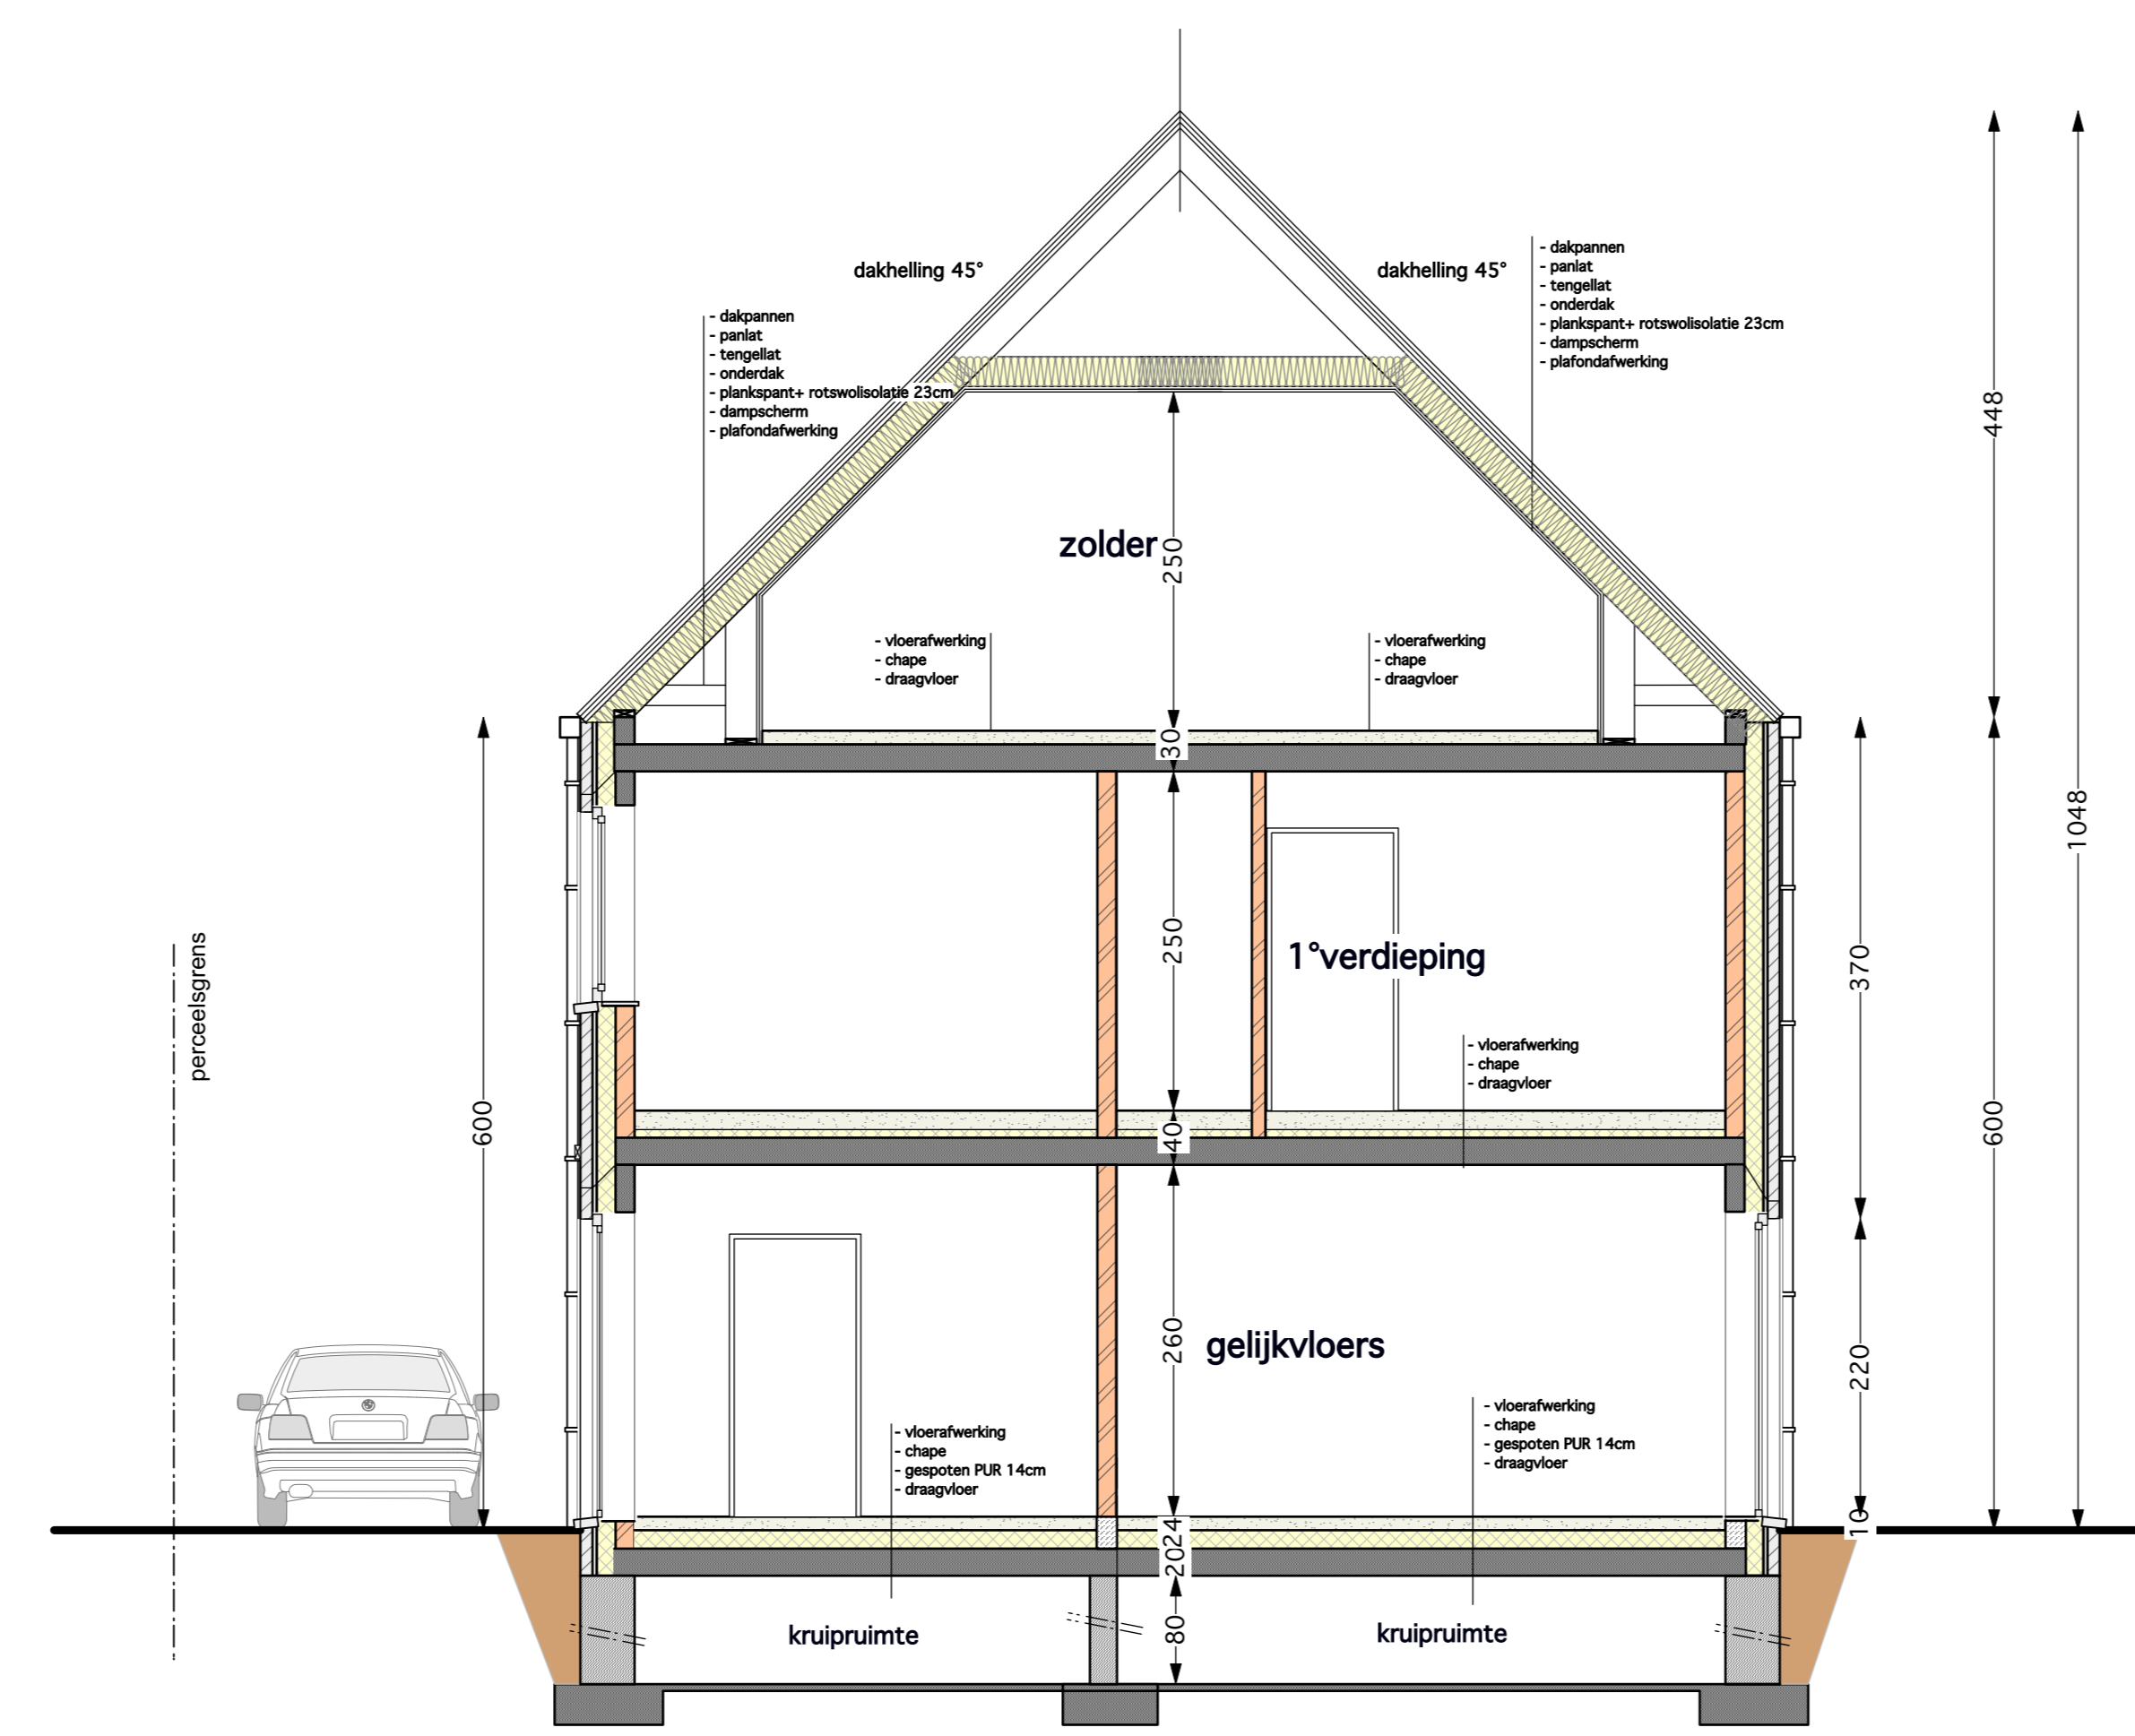 dakhelling 45°
dakhelling 45°
- dakpannen
- panlat
- tengellat
- onderdak
- plankspant+ rotswolisolatie 23cm
- dampscherm
- plafondafwerking
- dakpannen
- panlat
- tengellat
- onderdak
- plankspant+ rotswolisolatie 23cm
- dampscherm
- plafondafwerking
448
zolder
250
- vloerafwerking
- chape
- draagvloer
- vloerafwerking
- chape
- draagvloer
30
1048
250
1°verdieping
370
perceelsgrens
- vloerafwerking
- chape
- draagvloer
600
40
600
260
gelijkvloers
220
- vloerafwerking
- chape
- gespoten PUR 14cm
- draagvloer
- vloerafwerking
- chape
- gespoten PUR 14cm
- draagvloer
10
24
20
kruipruimte
80
kruipruimte